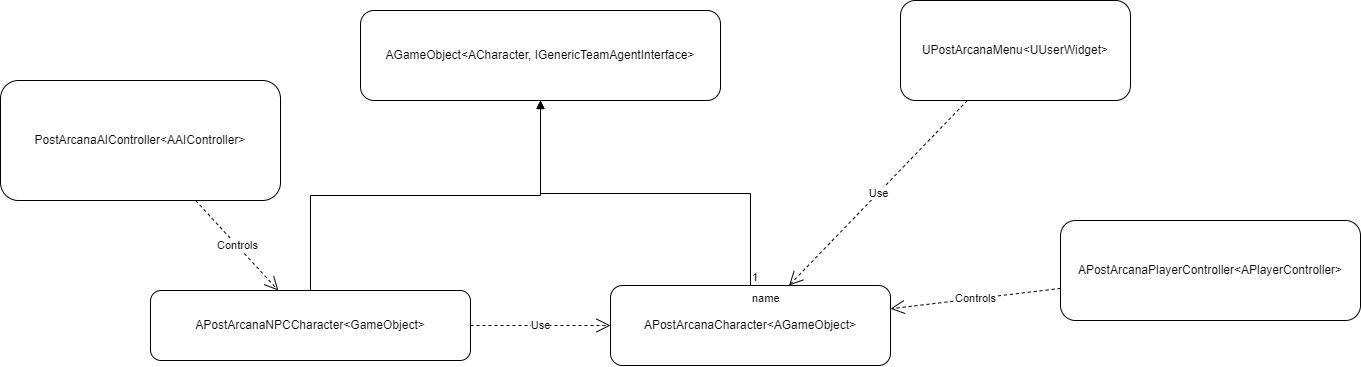 AGameObject<ACharacter, IGenericTeamAgentInterface>
UPostArcanaMenu<UUserWidget>
PostArcanaAIController<AAIController>
Use
Controls
APostArcanaPlayerController<APlayerController>
1
name
Controls
APostArcanaNPCCharacter<GameObject>
Use
APostArcanaCharacter<AGameObject>